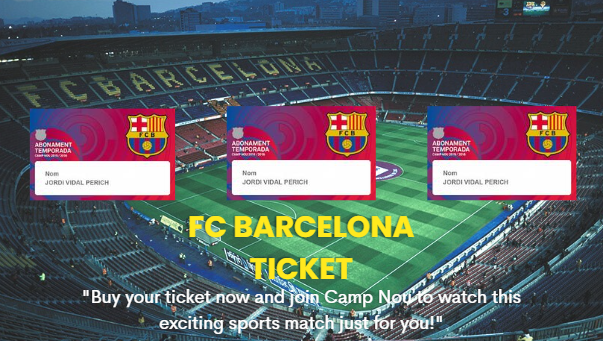 FC BARCELONA
FCB
ABONAMENT
TEMPORADA
CAMP NOU 2015 / 2016
Nom
JORDI VIDAL PERICH
FCB
ABONAMENT
TEMPORADA
CAMP NOU 2015 / 2016
Nom
JORDI VIDAL PERICH
FCB
ABONAMENT
TEMPORADA
CAMP NOU 2015 / 2016
Nom
JORDI VIDAL PERICH
FC BARCELONA
TICKET
"Buy your ticket now and join Camp Nou to watch this
exciting sports match just for you!"